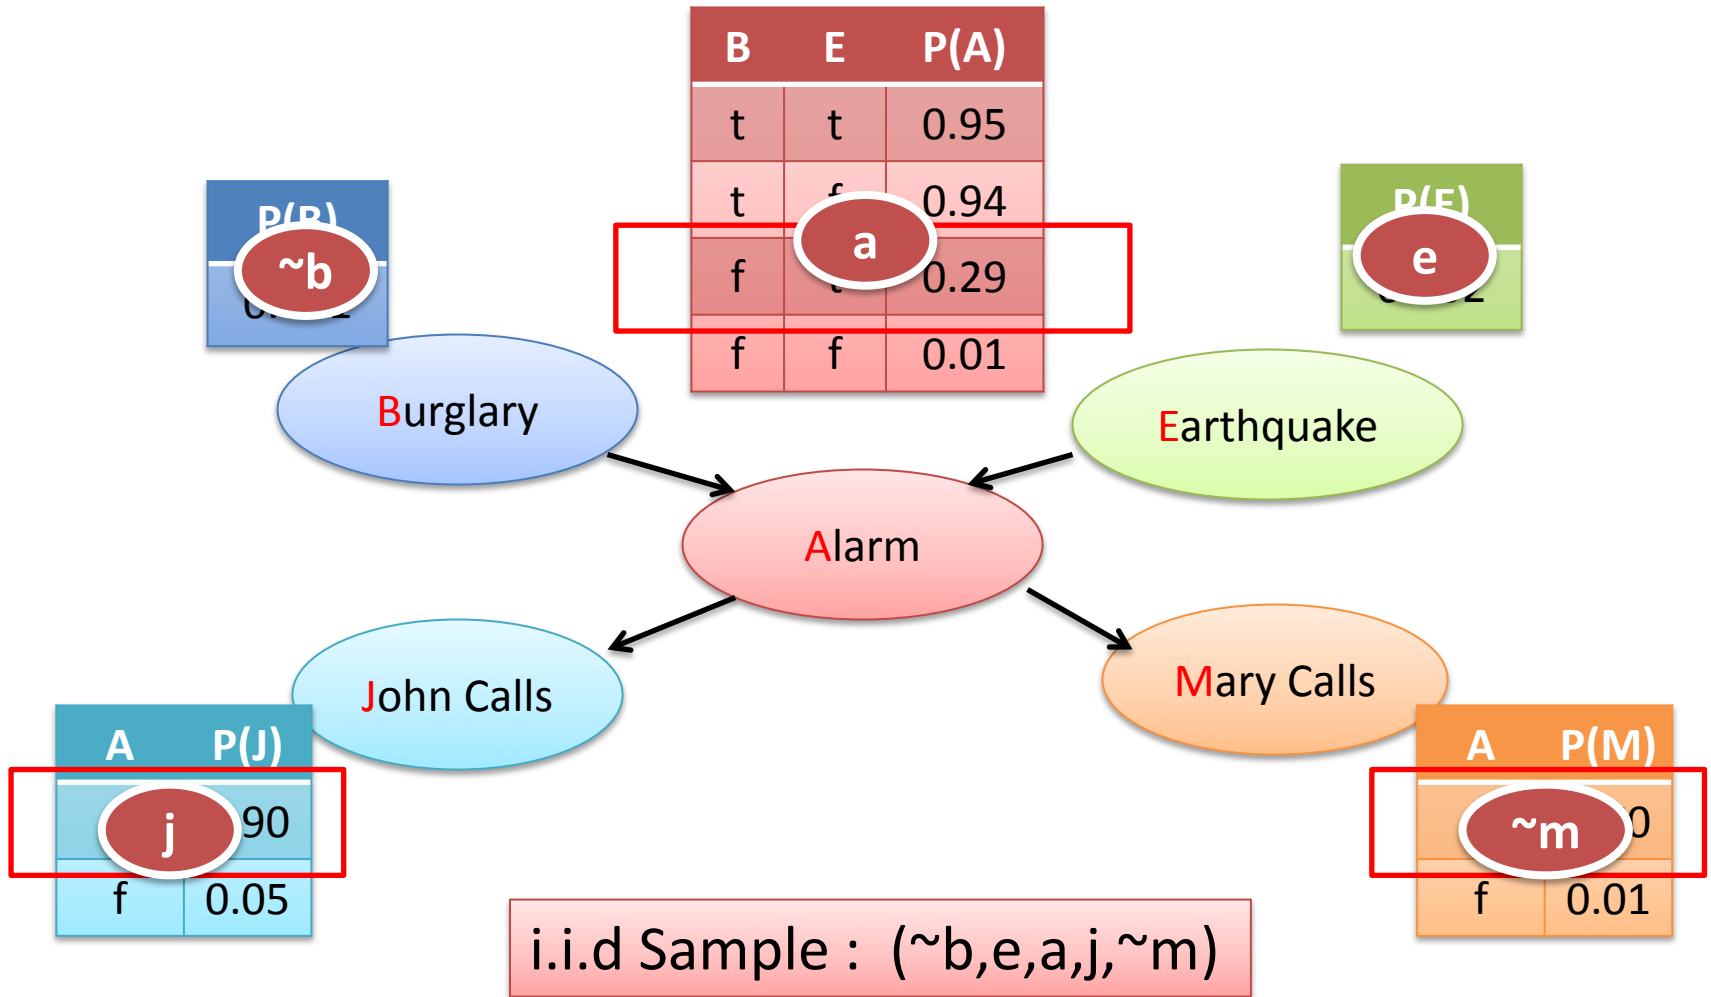 B E P(A)
t t 0.95
t 0.94
f 0.29
f f 0.01
a
P(B)
~b
P(E)
e
Burglary
Earthquake
Alarm
John Calls
Mary Calls
A P(J)
90
j
f 0.05
A P(M)
0
~m
f 0.01
i.i.d Sample : (~b,e,a,j,~m)